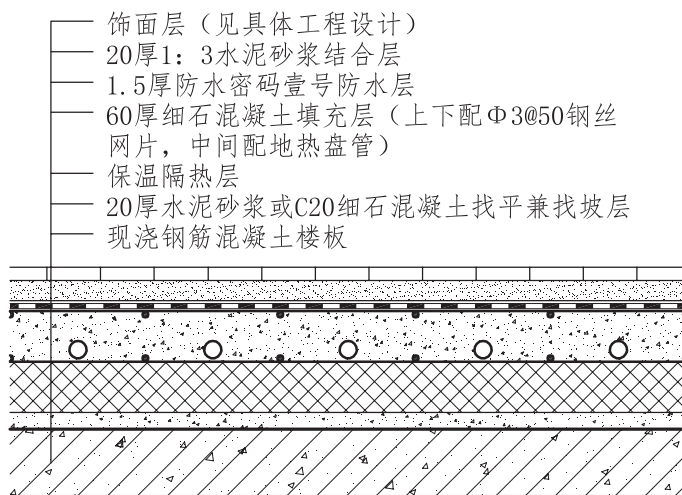 饰面层（见具体工程设计）
20厚1：3水泥砂浆结合层
1.5厚防水密码壹号防水层
60厚细石混凝土填充层（上下配Φ3@50钢丝
网片，中间配地热盘管）
保温隔热层
20厚水泥砂浆或C20细石混凝土找平兼找坡层
现浇钢筋混凝土楼板